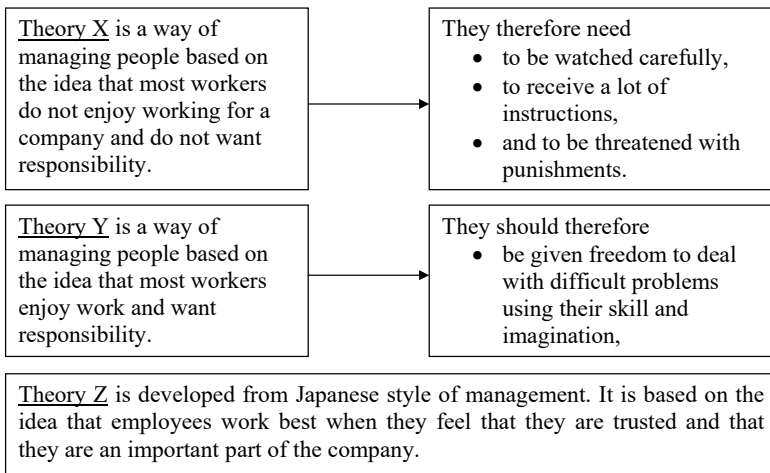 Theory X is a way of
managing people based on
the idea that most workers
do not enjoy working for a
company and do not want
responsibility.
They therefore need
• to be watched carefully,
• to receive a lot of
instructions,
• and to be threatened with
punishments.
Theory Y is a way of
managing people based on
the idea that most workers
enjoy work and want
responsibility.
They should therefore
• be given freedom to deal
with difficult problems
using their skill and
imagination,
Theory Z is developed from Japanese style of management. It is based on the
idea that employees work best when they feel that they are trusted and that
they are an important part of the company.